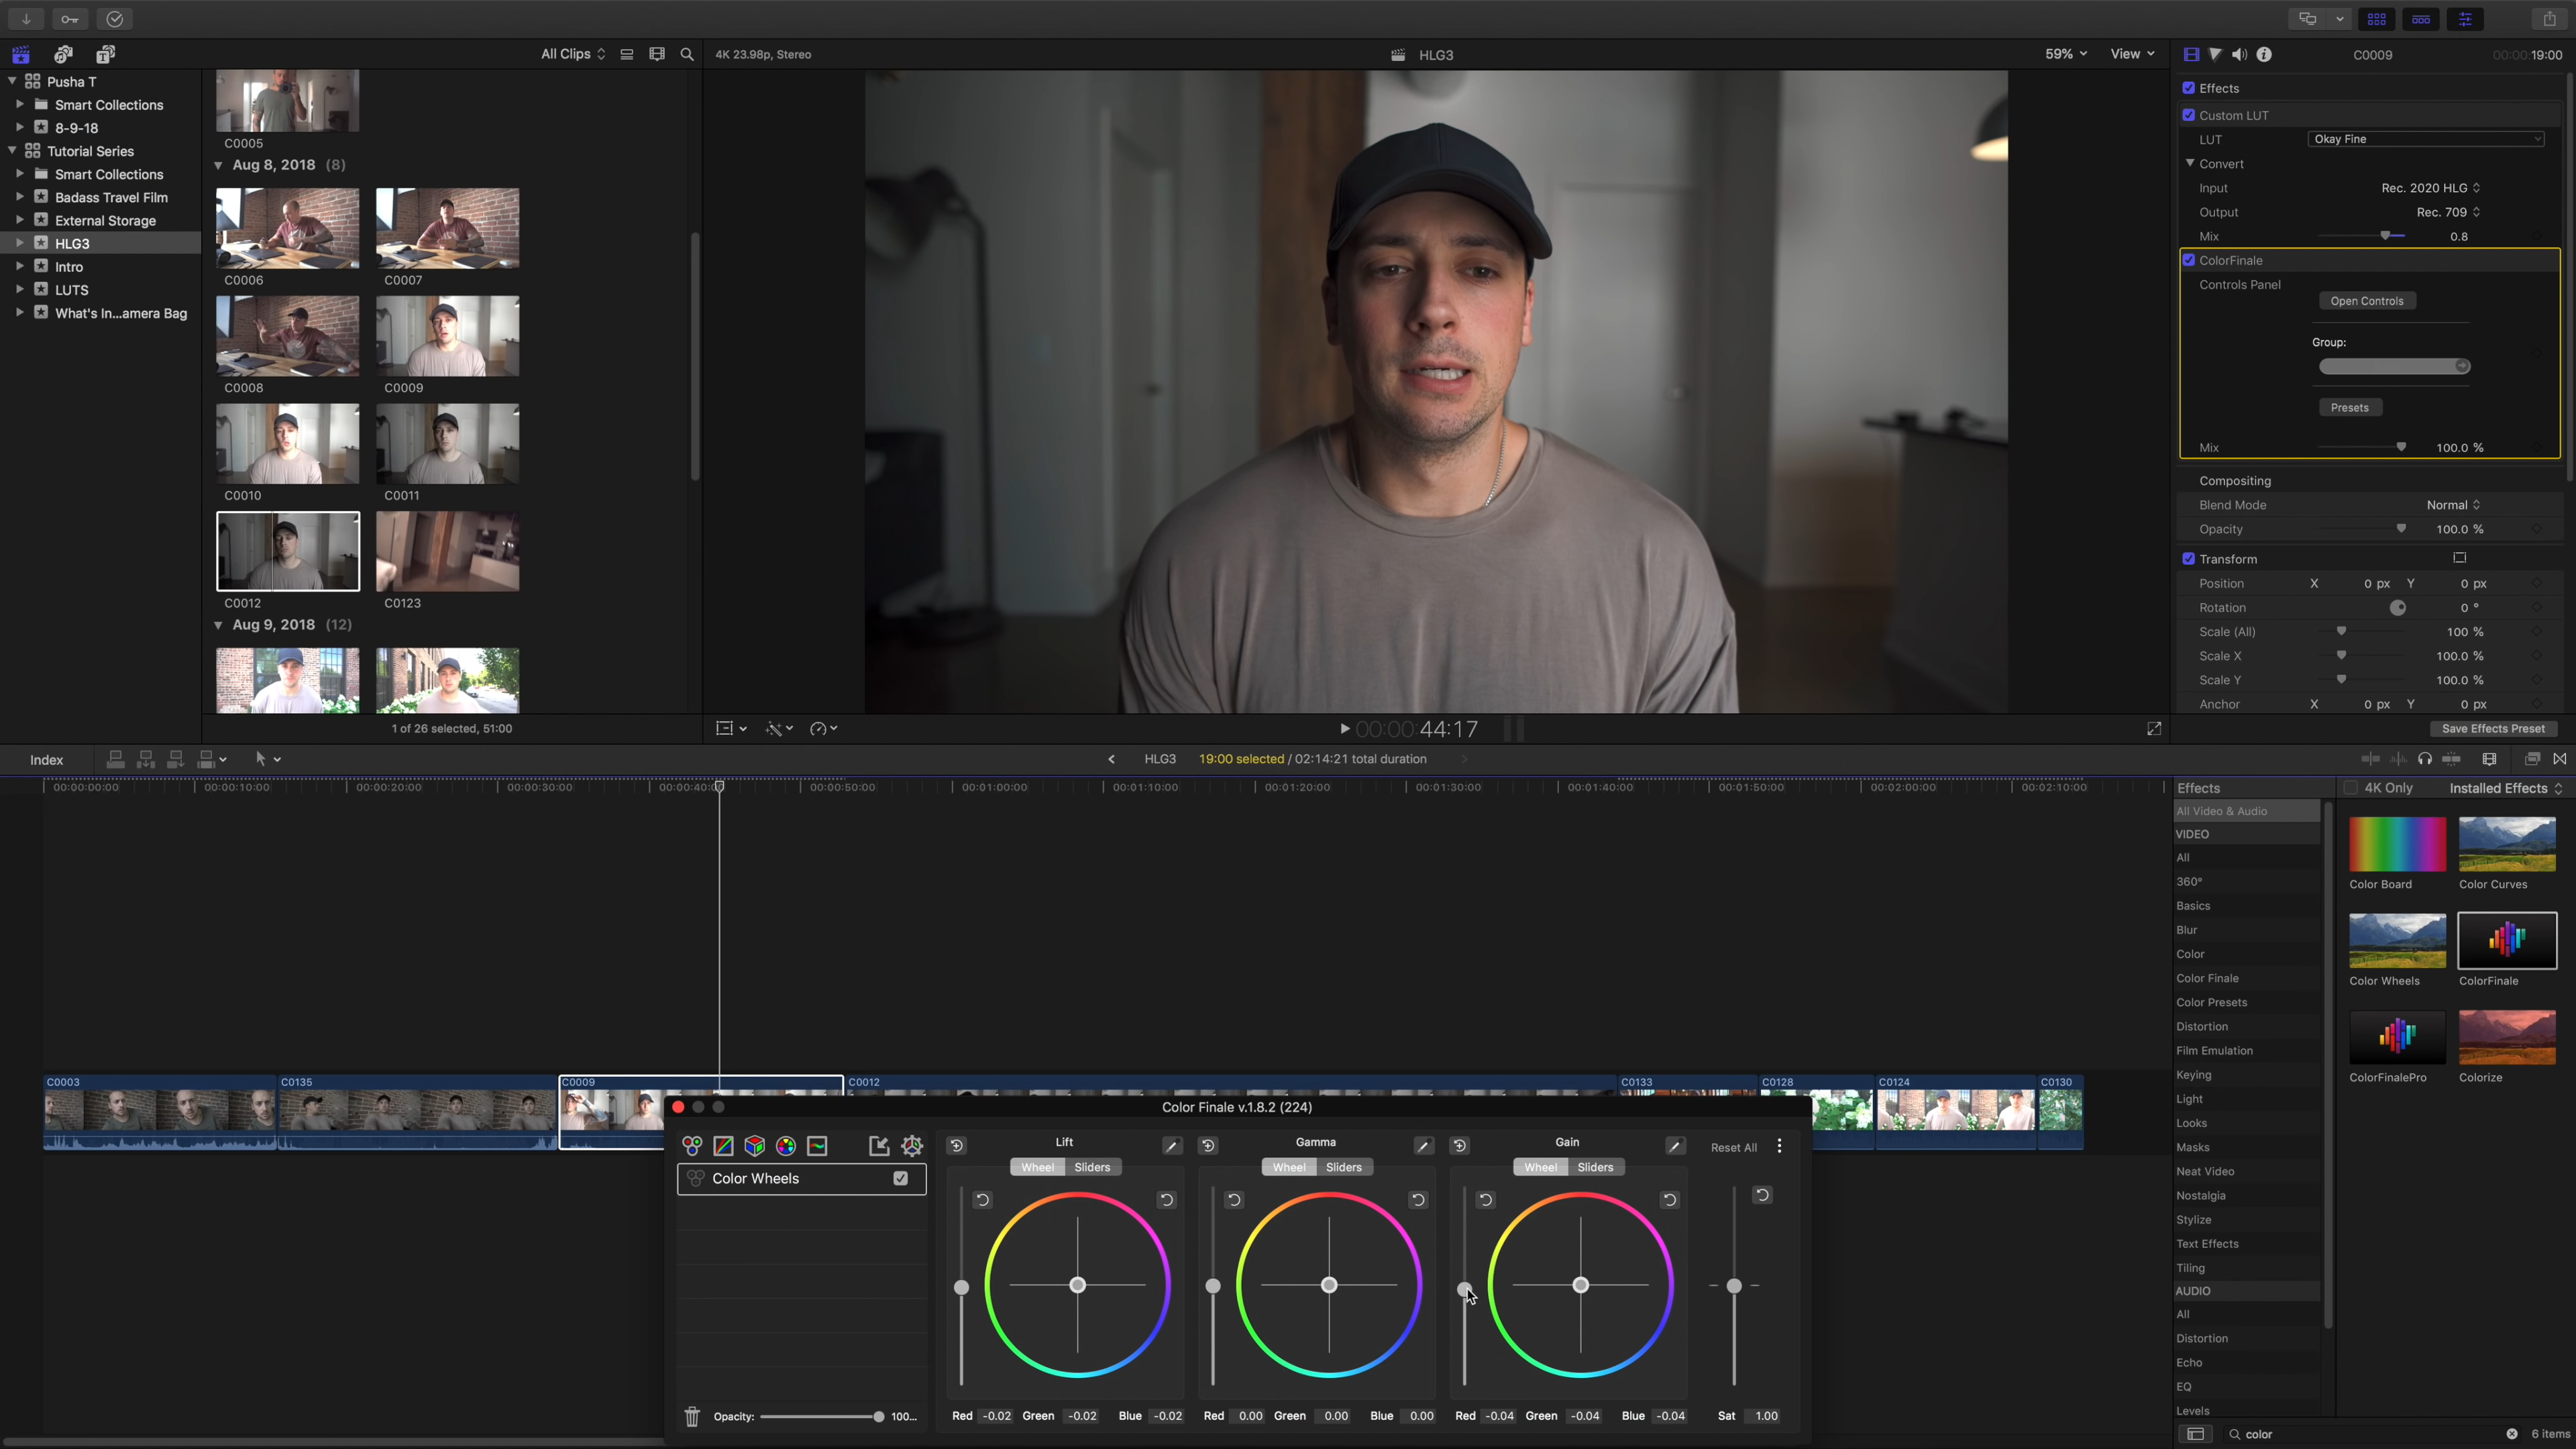 All Clips
4K 23.98p, Stereo
HLG3
59%
View
C0009
00:00:19:00
Pusha T
Smart Collections
8-9-18
Tutorial Series
Smart Collections
Badass Travel Film
External Storage
HLG3
Intro
LUTS
What's In...amera Bag
C0005
Aug 8, 2018 (8)
C0006
C0007
C0008
C0009
C0010
C0011
C0012
C0123
Aug 9, 2018 (12)
1 of 26 selected, 51:00
00:00:44:17
Effects
Custom LUT
LUT Okay Fine
Convert
Input Rec. 2020 HLG
Output Rec. 709
Mix 0.8
ColorFinale
Controls Panel
Open Controls
Group:
Presets
Mix 100.0 %
Compositing
Blend Mode Normal
Opacity 100.0 %
Transform
Position X 0 px Y 0 px
Rotation 0 °
Scale (All) 100 %
Scale X 100.0 %
Scale Y 100.0 %
Anchor X 0 px Y 0 px
Save Effects Preset
Index
HLG3
19:00 selected / 02:14:21 total duration
00:00:00:00
00:00:10:00
00:00:20:00
00:00:30:00
00:00:40:00
00:00:50:00
00:01:00:00
00:01:10:00
00:01:20:00
00:01:30:00
00:01:40:00
00:01:50:00
00:02:00:00
00:02:10:00
C0003
C0135
C0009
C0012
C0133
C0128
C0124
C0130
Color Finale v.1.8.2 (224)
Color Wheels
Opacity: 100...
Lift
Wheel Sliders
Red -0.02 Green -0.02 Blue -0.02
Gamma
Wheel Sliders
Red 0.00 Green 0.00 Blue 0.00
Gain
Wheel Sliders
Red -0.04 Green -0.04 Blue -0.04
Reset All
Sat 1.00
Effects
4K Only
Installed Effects
All Video & Audio
VIDEO
All
360°
Basics
Blur
Color
Color Finale
Color Presets
Distortion
Film Emulation
Keying
Light
Looks
Masks
Neat Video
Nostalgia
Stylize
Text Effects
Tiling
AUDIO
All
Distortion
Echo
EQ
Levels
Color Board
Color Curves
Color Wheels
ColorFinale
ColorFinalePro
Colorize
color
6 items